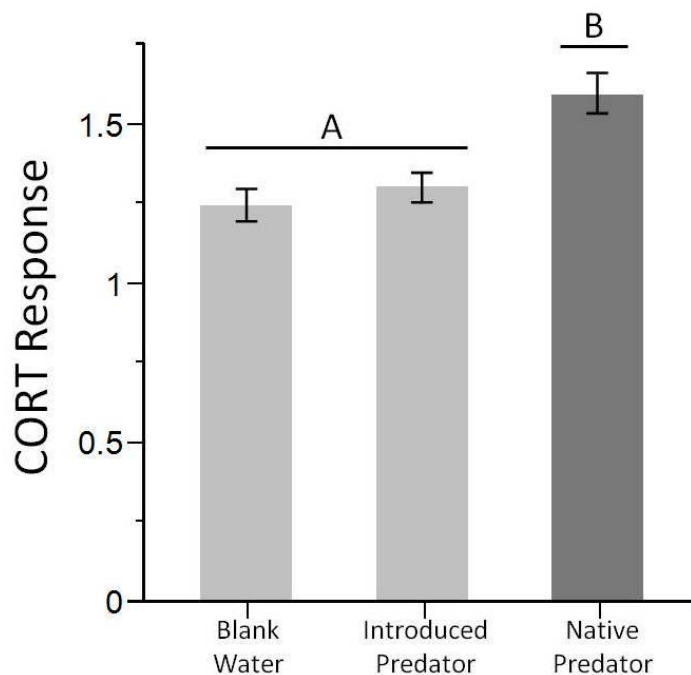 B
A
1.5
1
0.5
0
CORT Response
Blank
Water
Introduced
Predator
Native
Predator